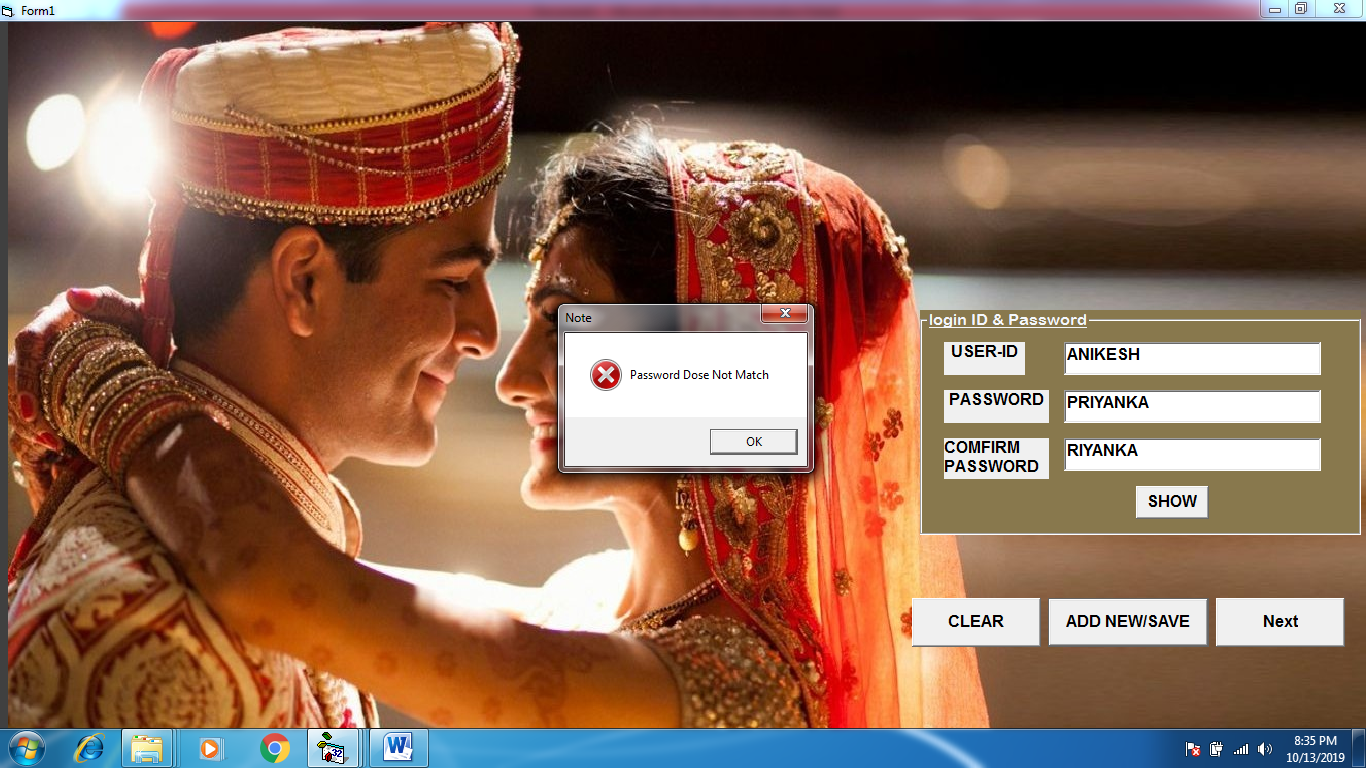 Form1
Note
Password Dose Not Match
OK
login ID & Password
USER-ID
ANIKESH
PASSWORD
PRIYANKA
COMFIRM
PASSWORD
RIYANKA
SHOW
CLEAR
ADD NEW/SAVE
Next
32
W
8:35 PM
10/13/2019